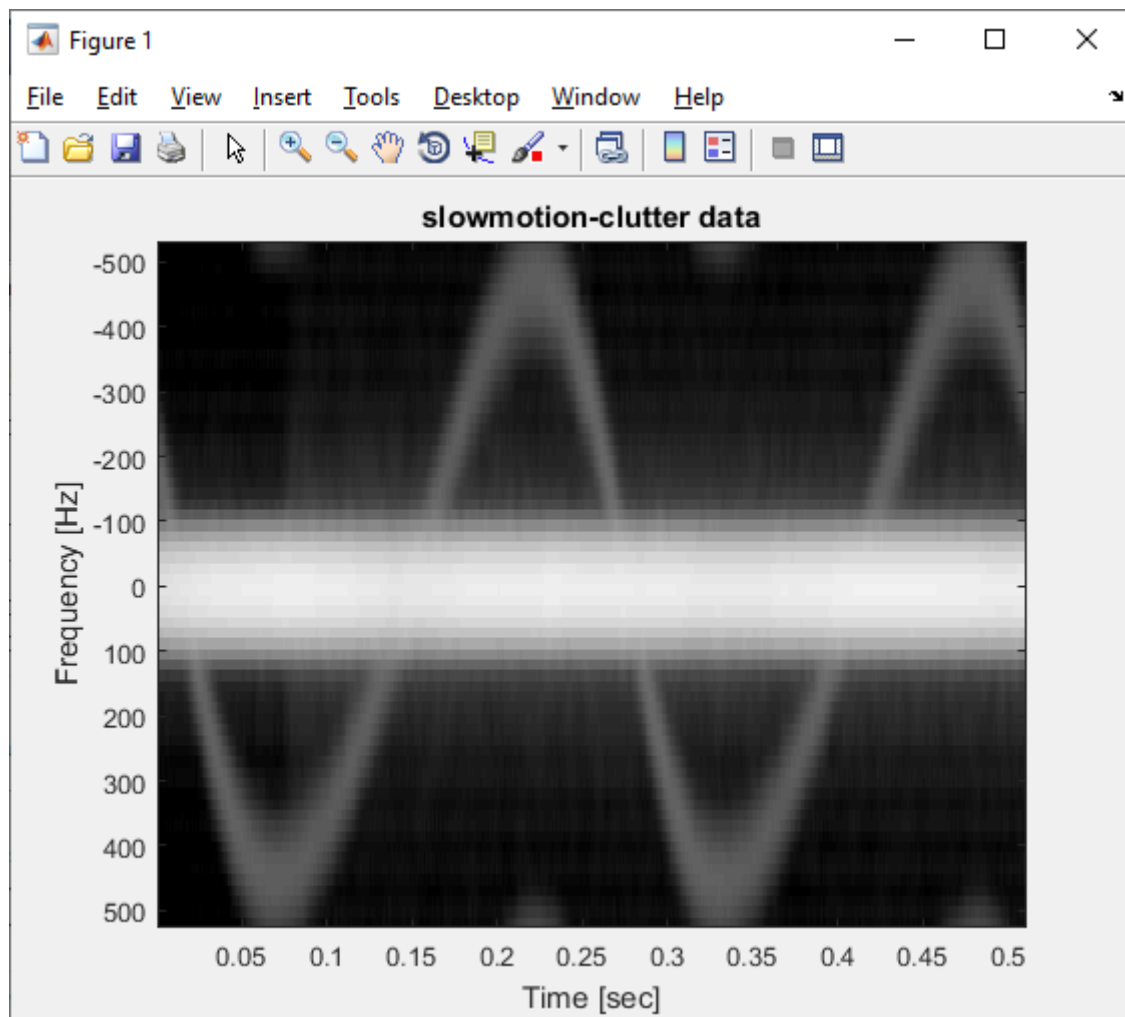 Figure 1
File Edit View Insert Tools Desktop Window Help
slowmotion-clutter data
-500
-400
-300
-200
-100
0
100
200
300
400
500
Frequency [Hz]
0.05 0.1 0.15 0.2 0.25 0.3 0.35 0.4 0.45 0.5
Time [sec]